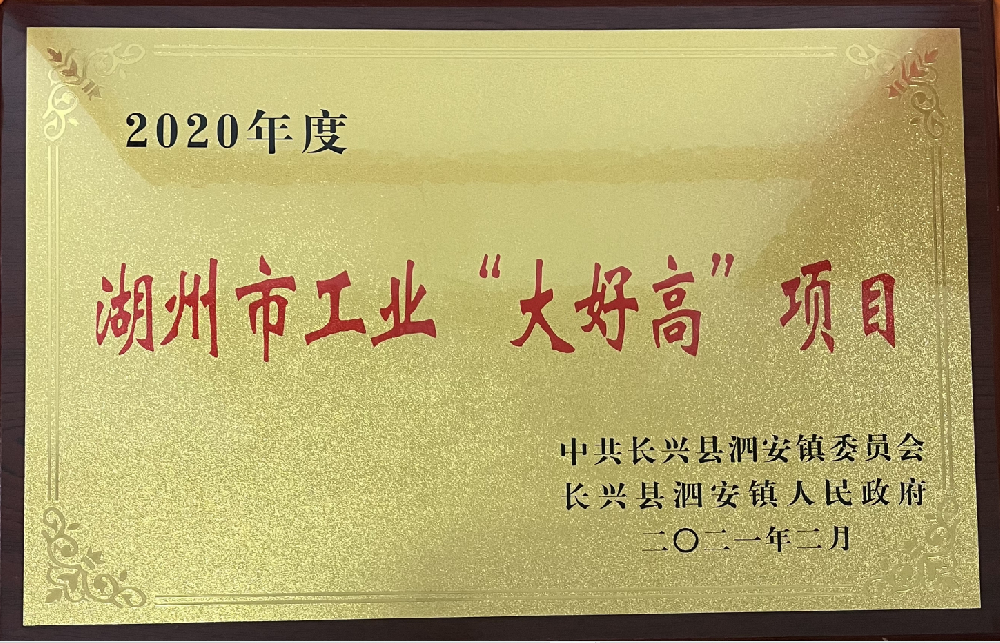 2020年度
湖州市工业“大好高”项目
中共长兴县泗安镇委员会
长兴县泗安镇人民政府
二〇二一年二月